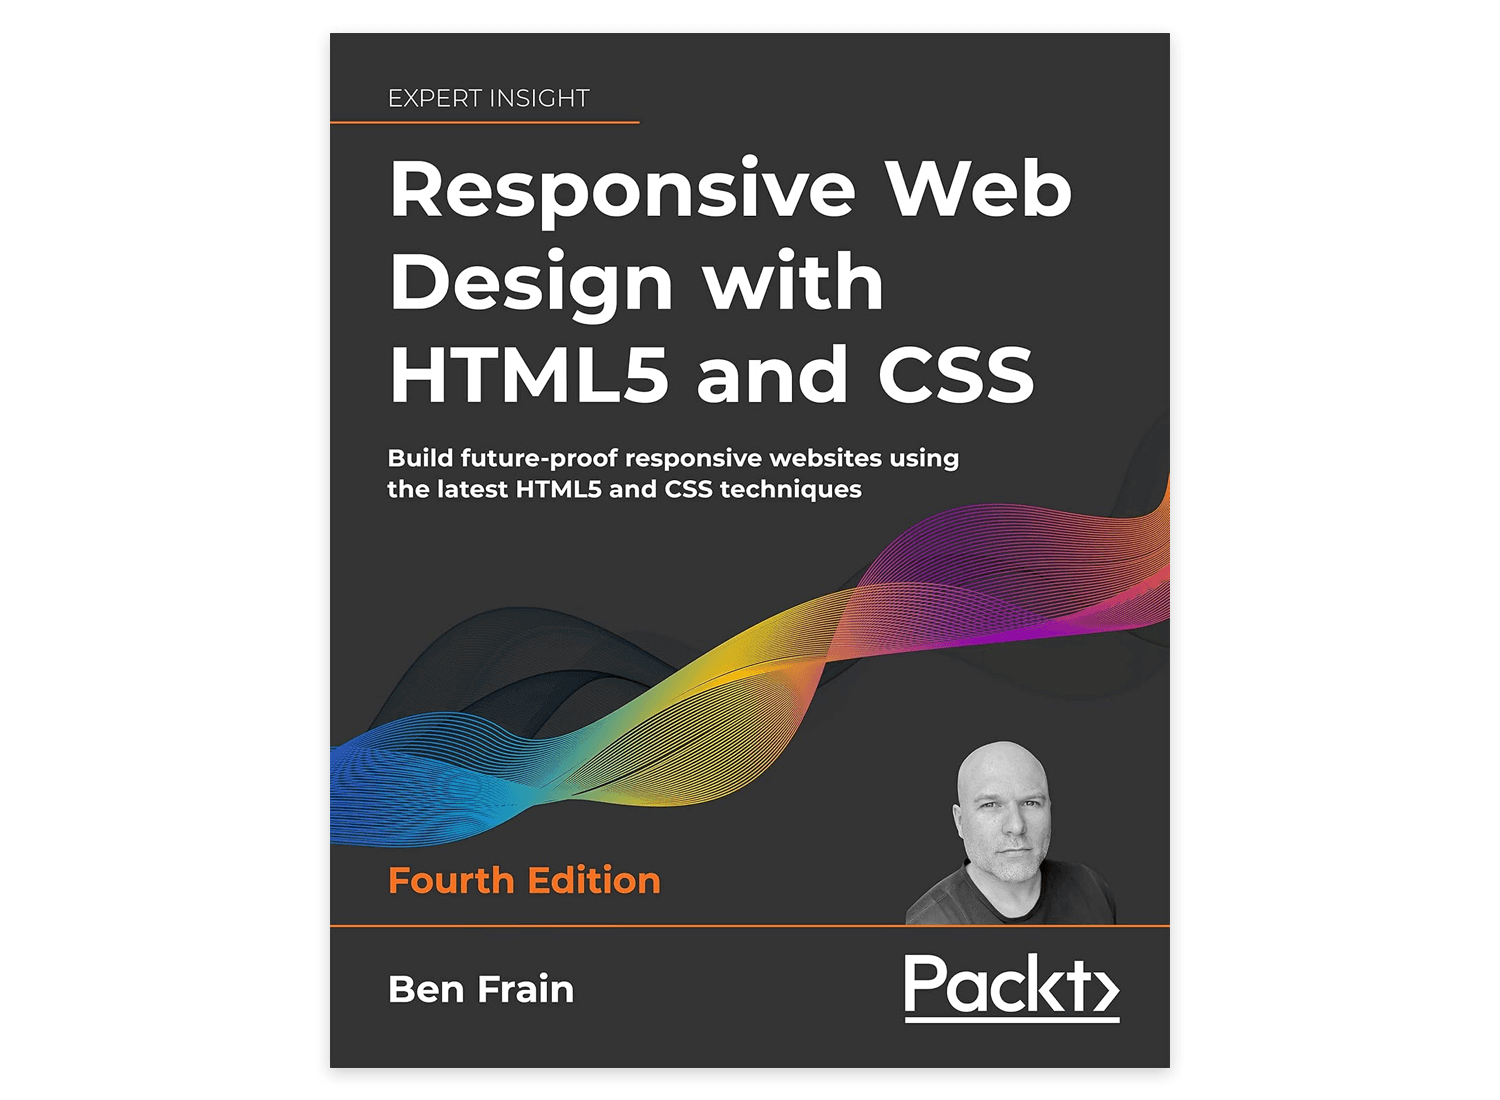 EXPERT INSIGHT
Responsive Web
Design with
HTML5 and CSS
Build future-proof responsive websites using
the latest HTML5 and CSS techniques
Fourth Edition
Ben Frain
Packt